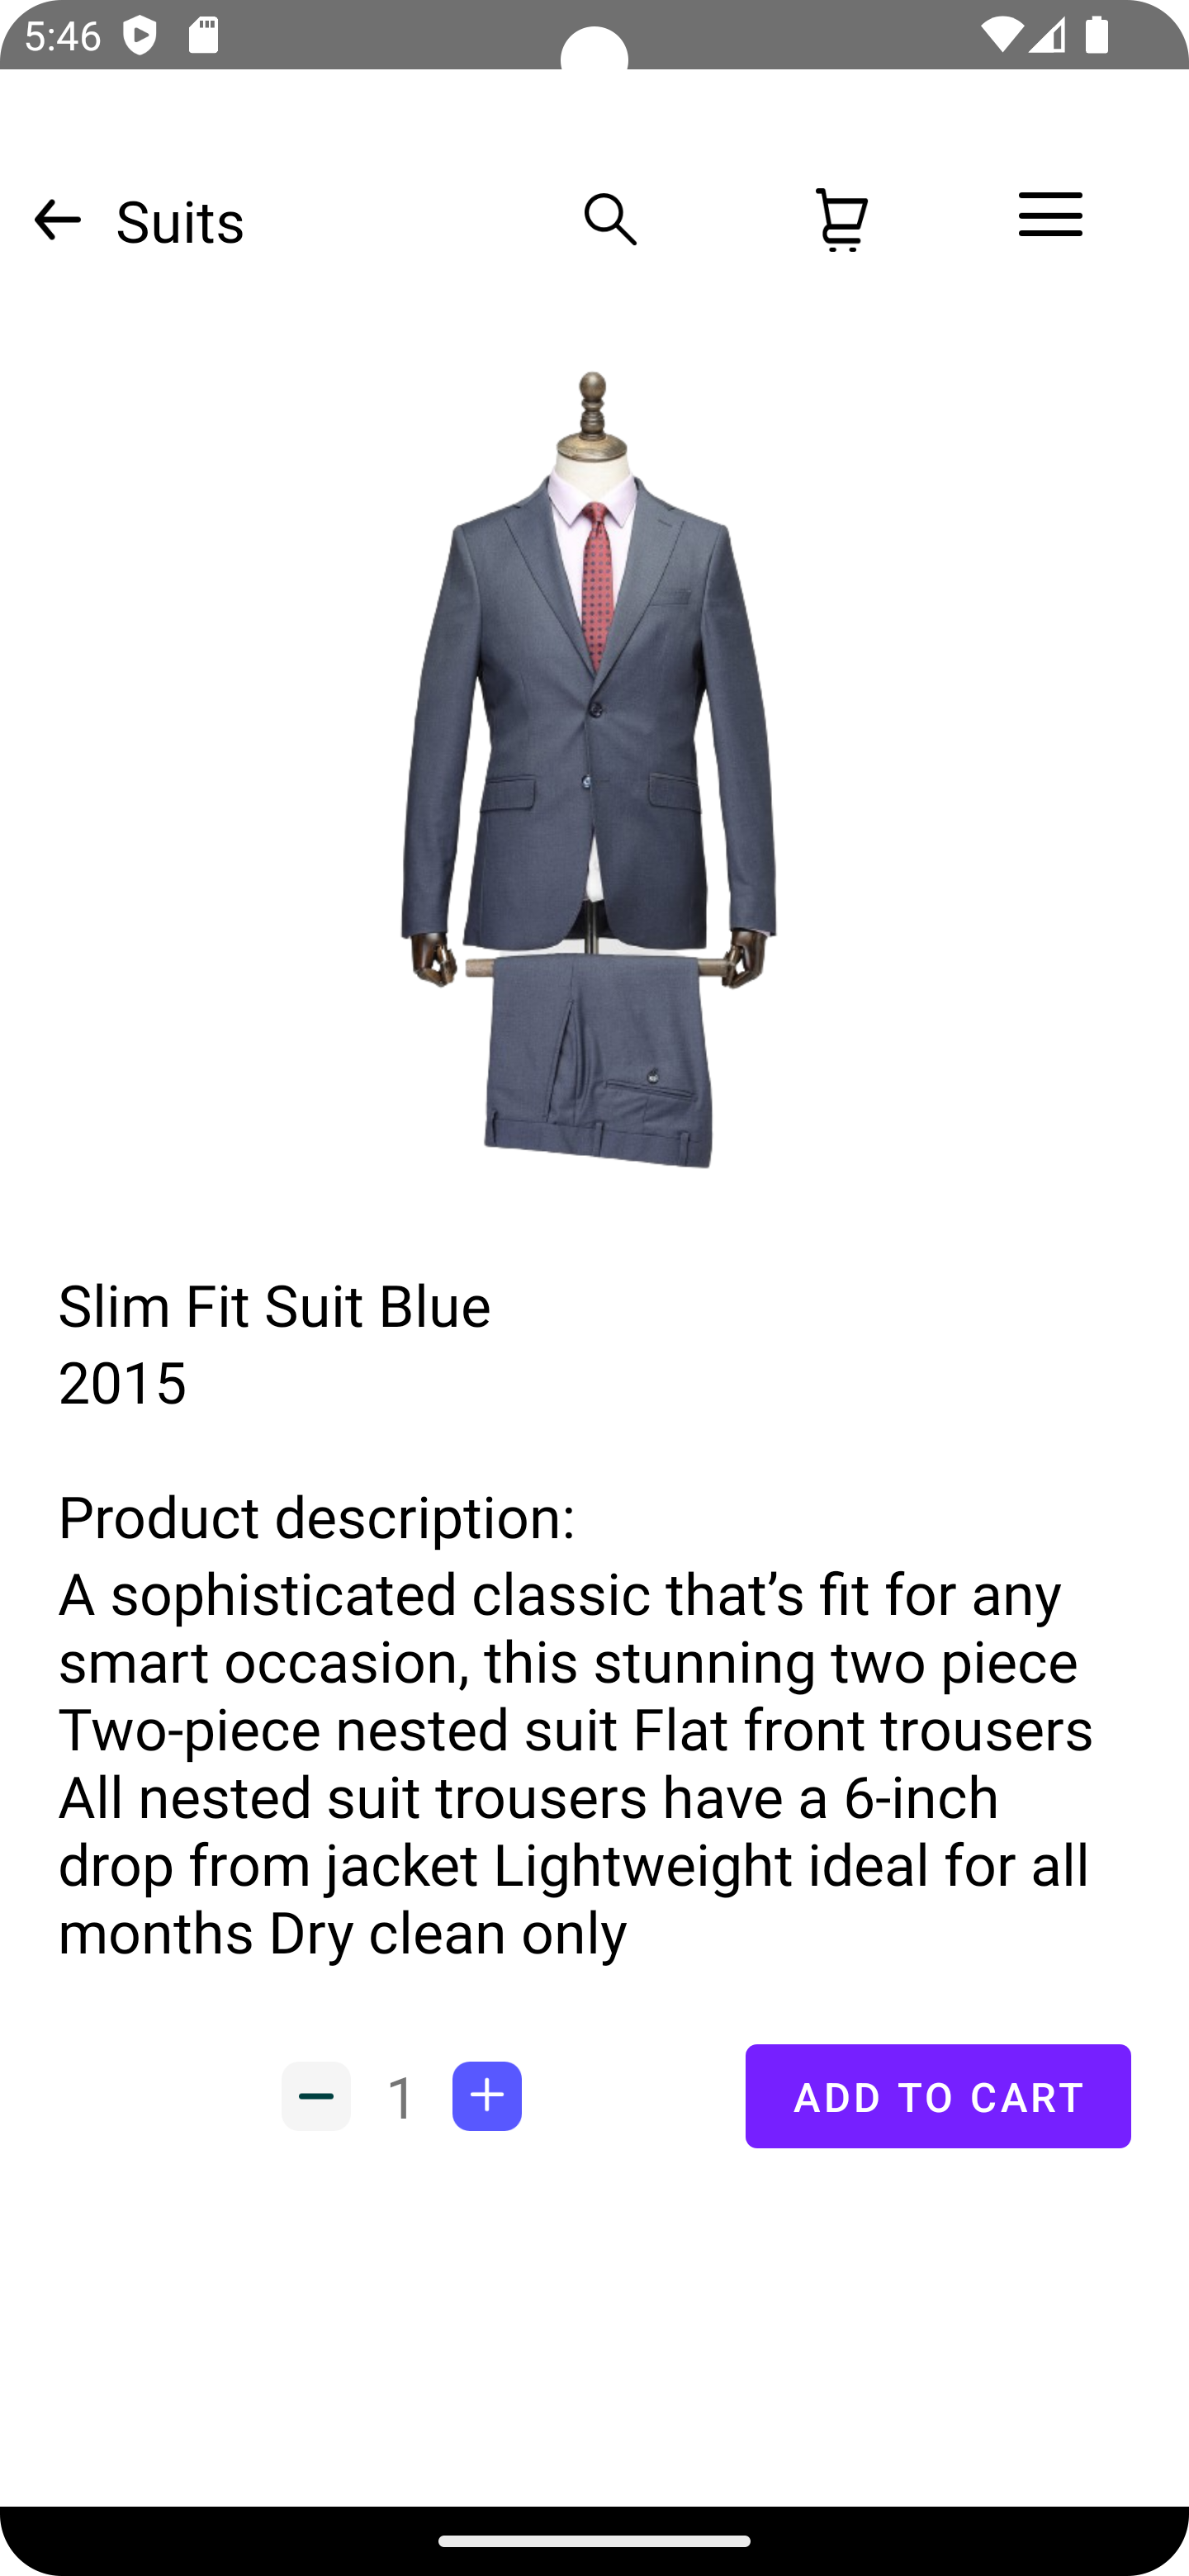 5:46
Suits
Slim Fit Suit Blue
2015
Product description:
A sophisticated classic that’s fit for any
smart occasion, this stunning two piece
Two-piece nested suit Flat front trousers
All nested suit trousers have a 6-inch
drop from jacket Lightweight ideal for all
months Dry clean only
1
ADD TO CART